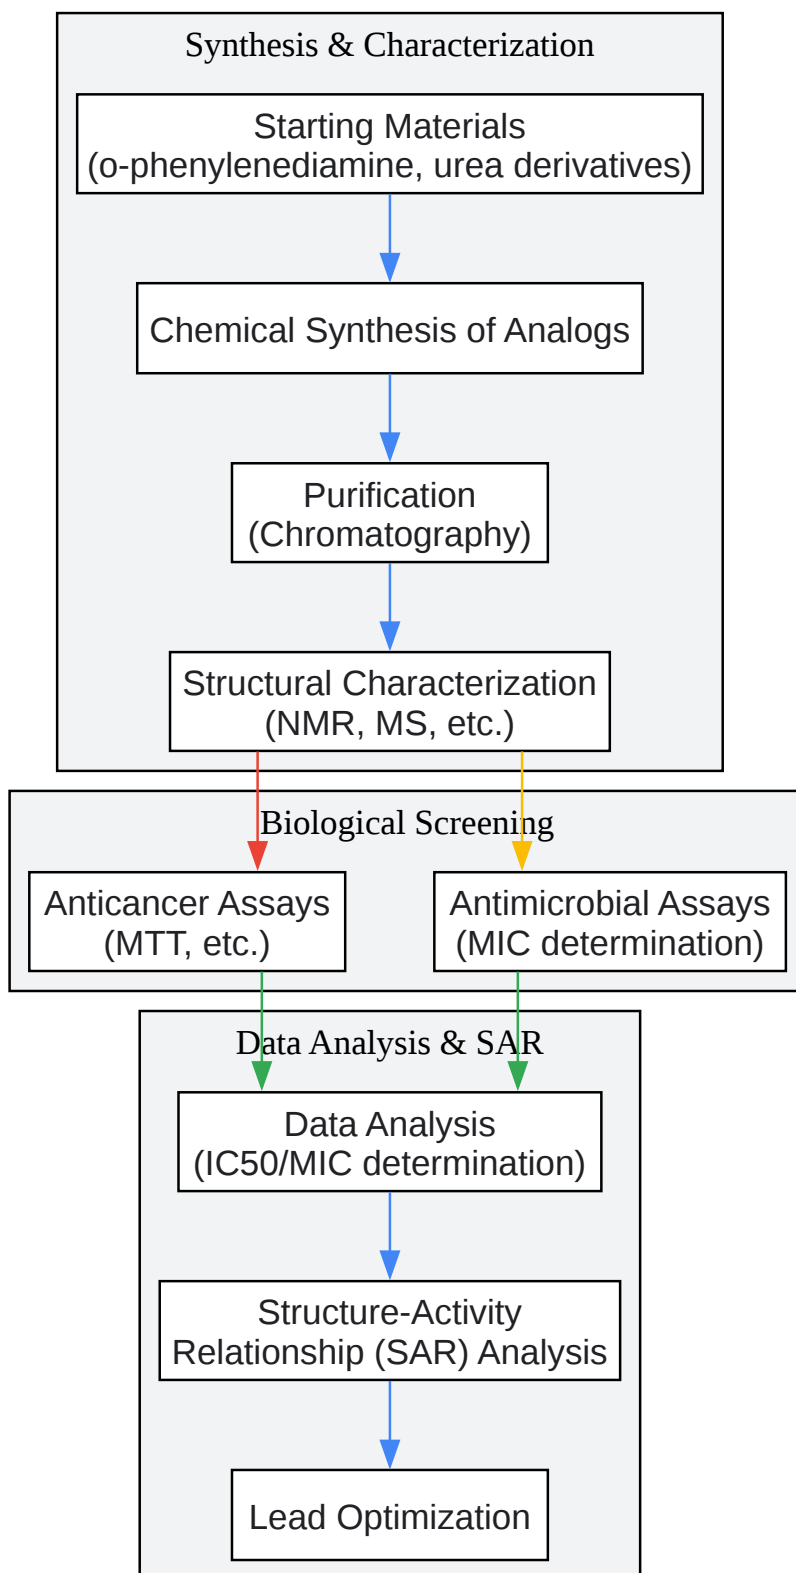 Synthesis & Characterization
Starting Materials
(o-phenylenediamine, urea derivatives)
Chemical Synthesis of Analogs
Purification
(Chromatography)
Structural Characterization
(NMR, MS, etc.)
Biological Screening
Anticancer Assays
(MTT, etc.)
Antimicrobial Assays
(MIC determination)
Data Analysis & SAR
Data Analysis
(IC50/MIC determination)
Structure-Activity
Relationship (SAR) Analysis
Lead Optimization